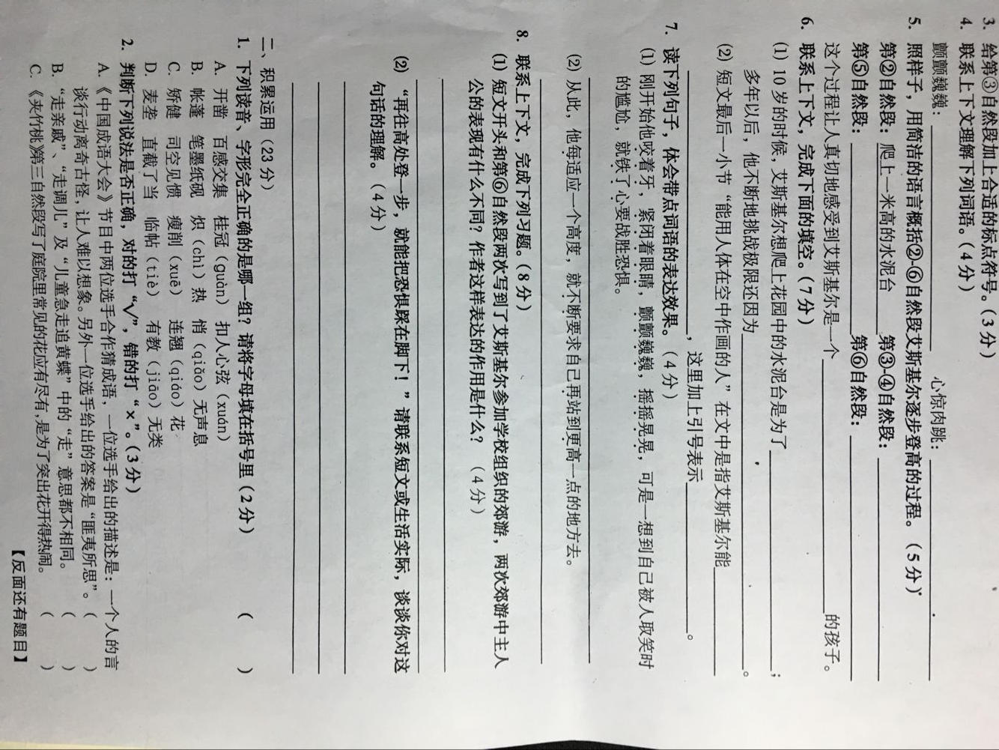 3. 给第③自然段加上合适的标点符号。（3 分）
4. 联系上下文理解下列词语。（4 分）
颤颤巍巍： 心惊肉跳：
5. 照样子，用简洁的语言概括②-⑥自然段艾斯基尔逐步登高的过程。（5 分）
第②自然段：爬上一米高的水泥台 第③-④自然段：
第⑤自然段： 第⑥自然段：
这个过程让人真切地感受到艾斯基尔是一个 的孩子。
6. 联系上下文，完成下面的填空。（7 分）
(1) 10 岁的时候，艾斯基尔想爬上花园中的水泥台是为了 ；
多年以后，他不断地挑战极限还因为 。
(2) 短文最后一小节“能用人体在空中作画的人”在文中是指艾斯基尔能
，这里加上引号表示 。
7. 读下列句子，体会带点词语的表达效果。（4 分）
(1) 刚开始他咬着牙，紧闭着眼睛，颤颤巍巍，摇摇晃晃，可是一想到自己被人取笑时
的尴尬，就铁了心要战胜恐惧。
(2) 从此，他每适应一个高度，就不断要求自己再站到更高一点的地方去。
8. 联系上下文，完成下列习题。（8 分）
(1) 短文开头和第⑥自然段两次写到了艾斯基尔参加学校组织的郊游，两次郊游中主人
公的表现有什么不同？作者这样表达的作用是什么？（4 分）
(2) “再往高处登一步，就能把恐惧踩在脚下！”请联系短文或生活实际，谈谈你对这
句话的理解。（4 分）
二、积累运用（23 分）
1. 下列读音、字形完全正确的是哪一组？请将字母填在括号里（2 分） （ ）
A. 开凿 百感交集 桂冠（guàn） 扣人心弦（xuán）
B. 帐蓬 笔墨纸砚 炽（chì）热 悄（qiǎo）无声息
C. 矫健 司空见惯 瘦削（xuē） 连翘（qiáo）花
D. 麦垄 直截了当 临帖（tiè） 有教（jiāo）无类
2. 判断下列说法是否正确，对的打“√”，错的打“×”。（3 分）
A. 《中国成语大会》节目中两位选手合作猜成语，一位选手给出的描述是：一个人的言
谈行动离奇古怪，让人难以想象。另外一位选手给出的答案是“匪夷所思”。 （ ）
B. “走亲戚”、“走调儿”及“儿童急走追黄蝶”中的“走”意思都不相同。 （ ）
C. 《夹竹桃》第三自然段写了庭院里常见的花应有尽有，是为了突出花开得热闹。 （ ）
【反面还有题目】